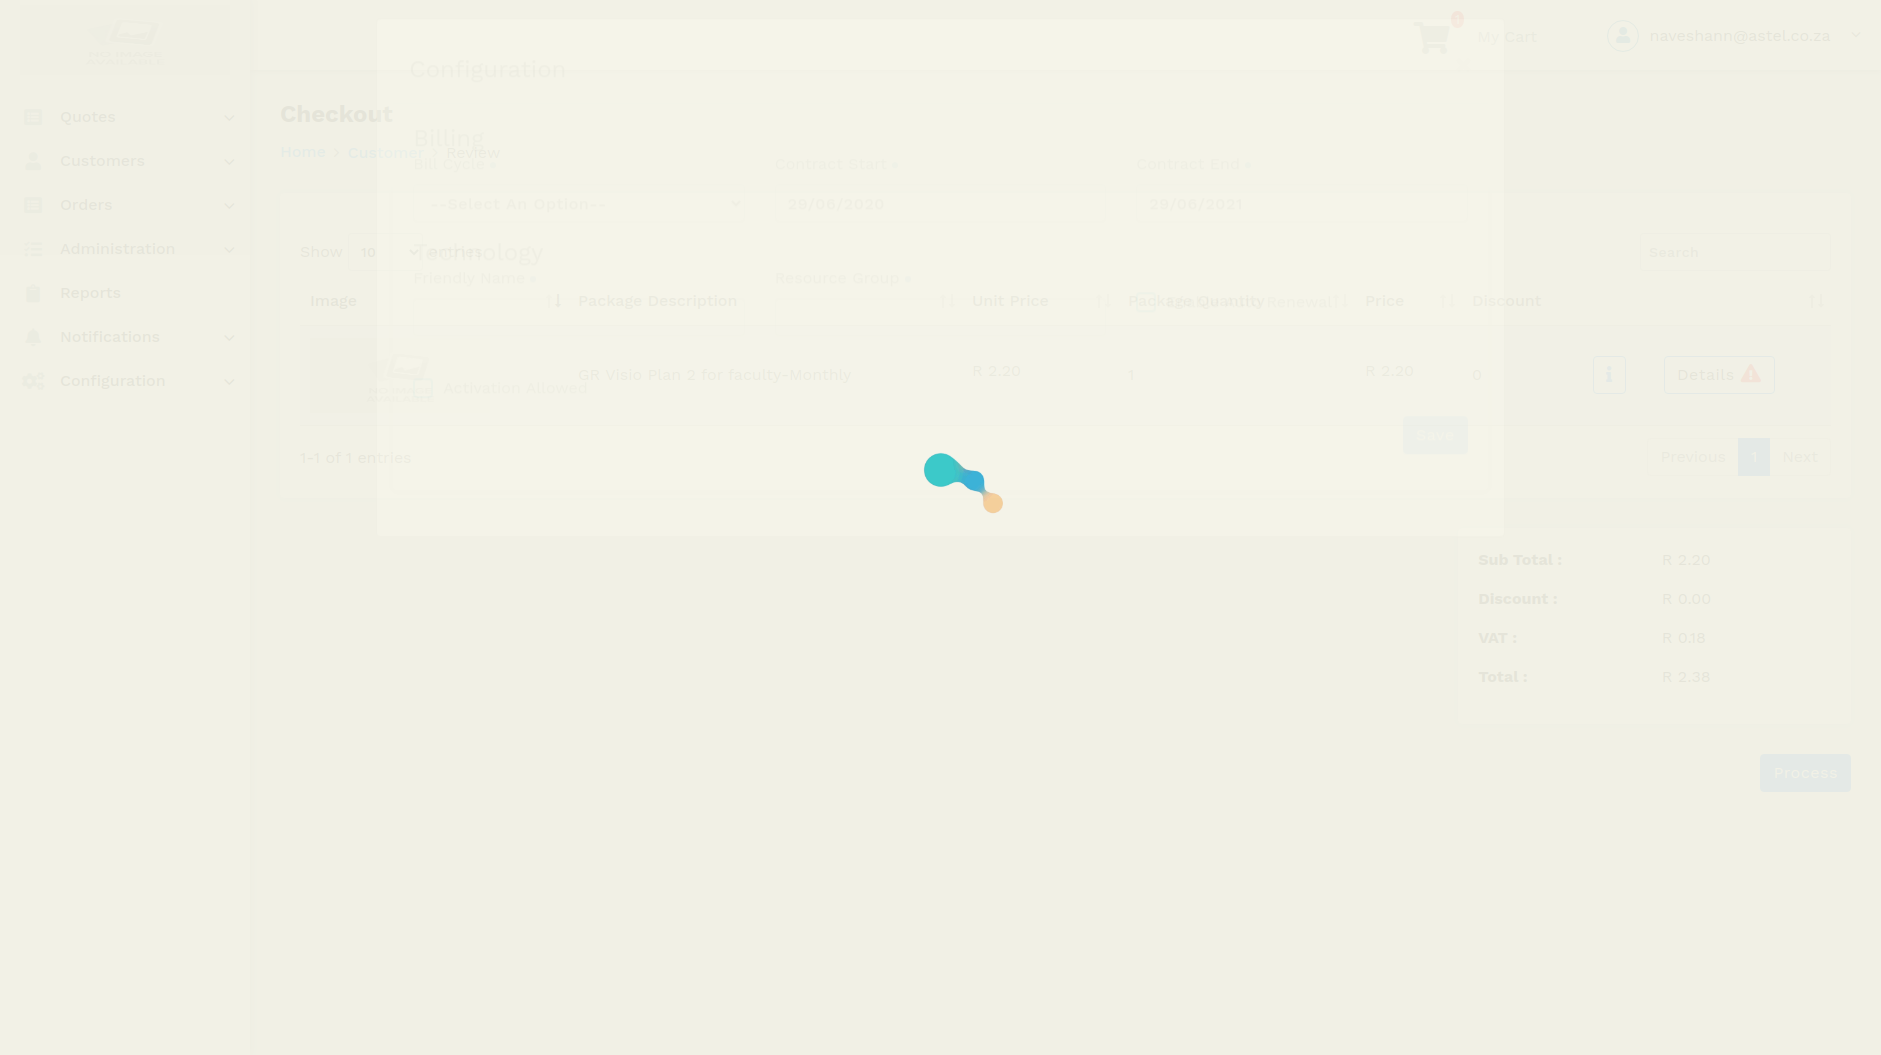 My Cart
naveshann@astel.co.za
Configuration
Quotes
Checkout
Billing
Home > Customer > Review
Customers
Bill Cycle *
Contract Start *
Contract End *
Orders
--Select An Option--
29/06/2020
Administration
Show 10 entries
Technology
Search
Friendly Name *
Resource Group *
Reports
Image
Package Description
Unit Price
Package Quantity
Renewal
Price
Discount
Notifications
GR Visio Plan 2 for faculty-Monthly
R 2.20
1
R 2.20
0
Details
Configuration
Activation Allowed
1-1 of 1 entries
Previous
1
Next
Sub Total :
R 2.20
Discount :
R 0.00
VAT :
R 0.18
Total :
R 2.38
Process